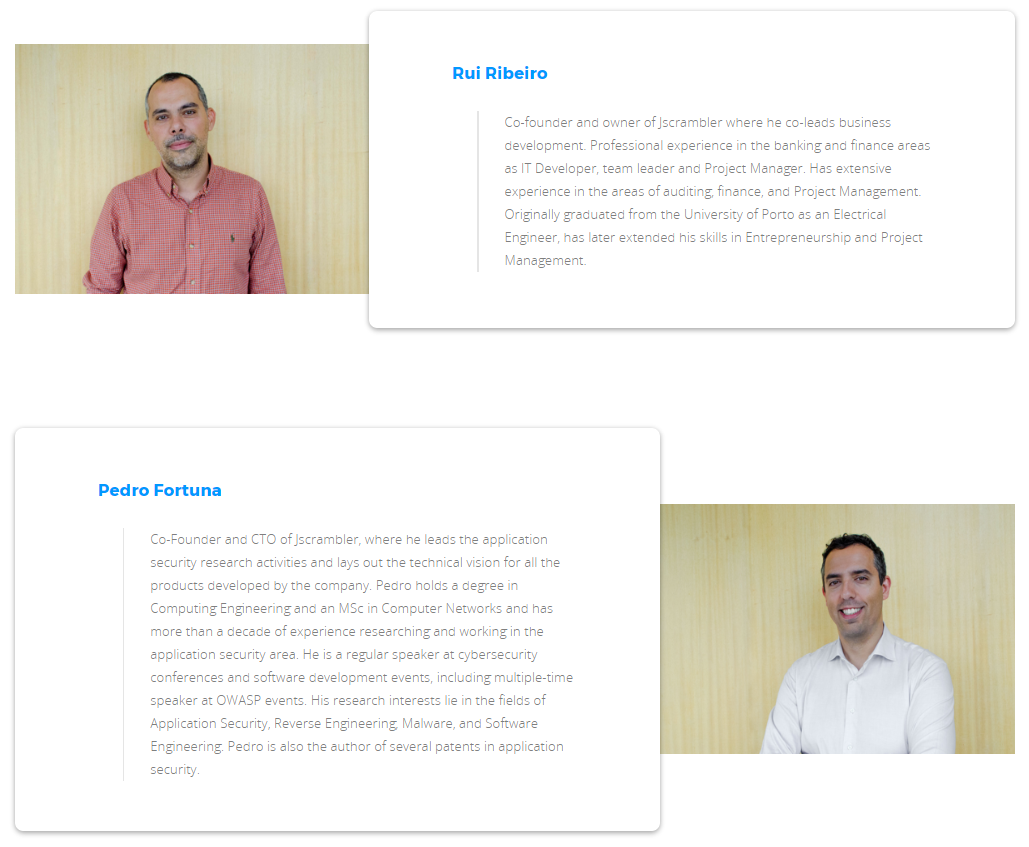 Rui Ribeiro
Co-founder and owner of Jscrambler where he co-leads business
development. Professional experience in the banking and finance areas
as IT Developer, team leader and Project Manager. Has extensive
experience in the areas of auditing, finance, and Project Management.
Originally graduated from the University of Porto as an Electrical
Engineer, has later extended his skills in Entrepreneurship and Project
Management.
Pedro Fortuna
Co-Founder and CTO of Jscrambler, where he leads the application
security research activities and lays out the technical vision for all the
products developed by the company. Pedro holds a degree in
Computing Engineering and an MSc in Computer Networks and has
more than a decade of experience researching and working in the
application security area. He is a regular speaker at cybersecurity
conferences and software development events, including multiple-time
speaker at OWASP events. His research interests lie in the fields of
Application Security, Reverse Engineering, Malware, and Software
Engineering. Pedro is also the author of several patents in application
security.